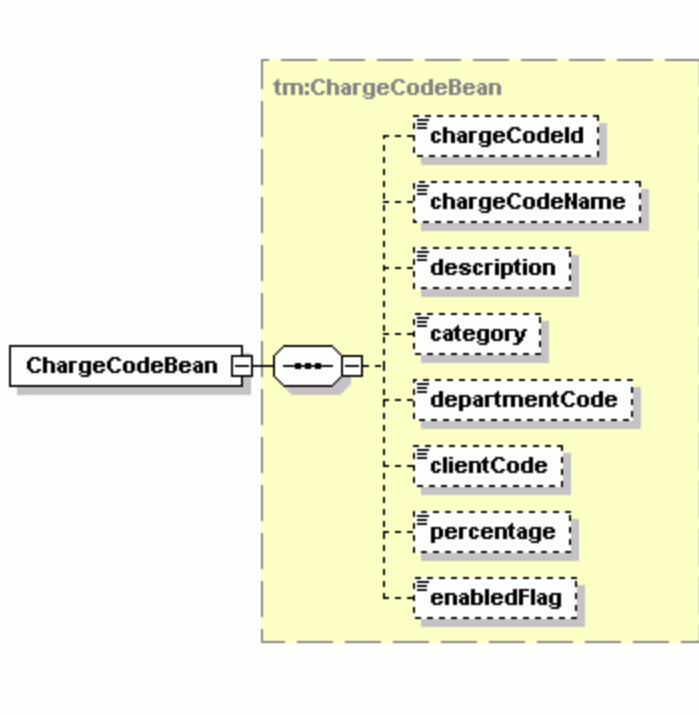 tm:ChargeCodeBean
chargeCodeId
chargeCodeName
description
category
ChargeCodeBean
departmentCode
clientCode
percentage
enabledFlag